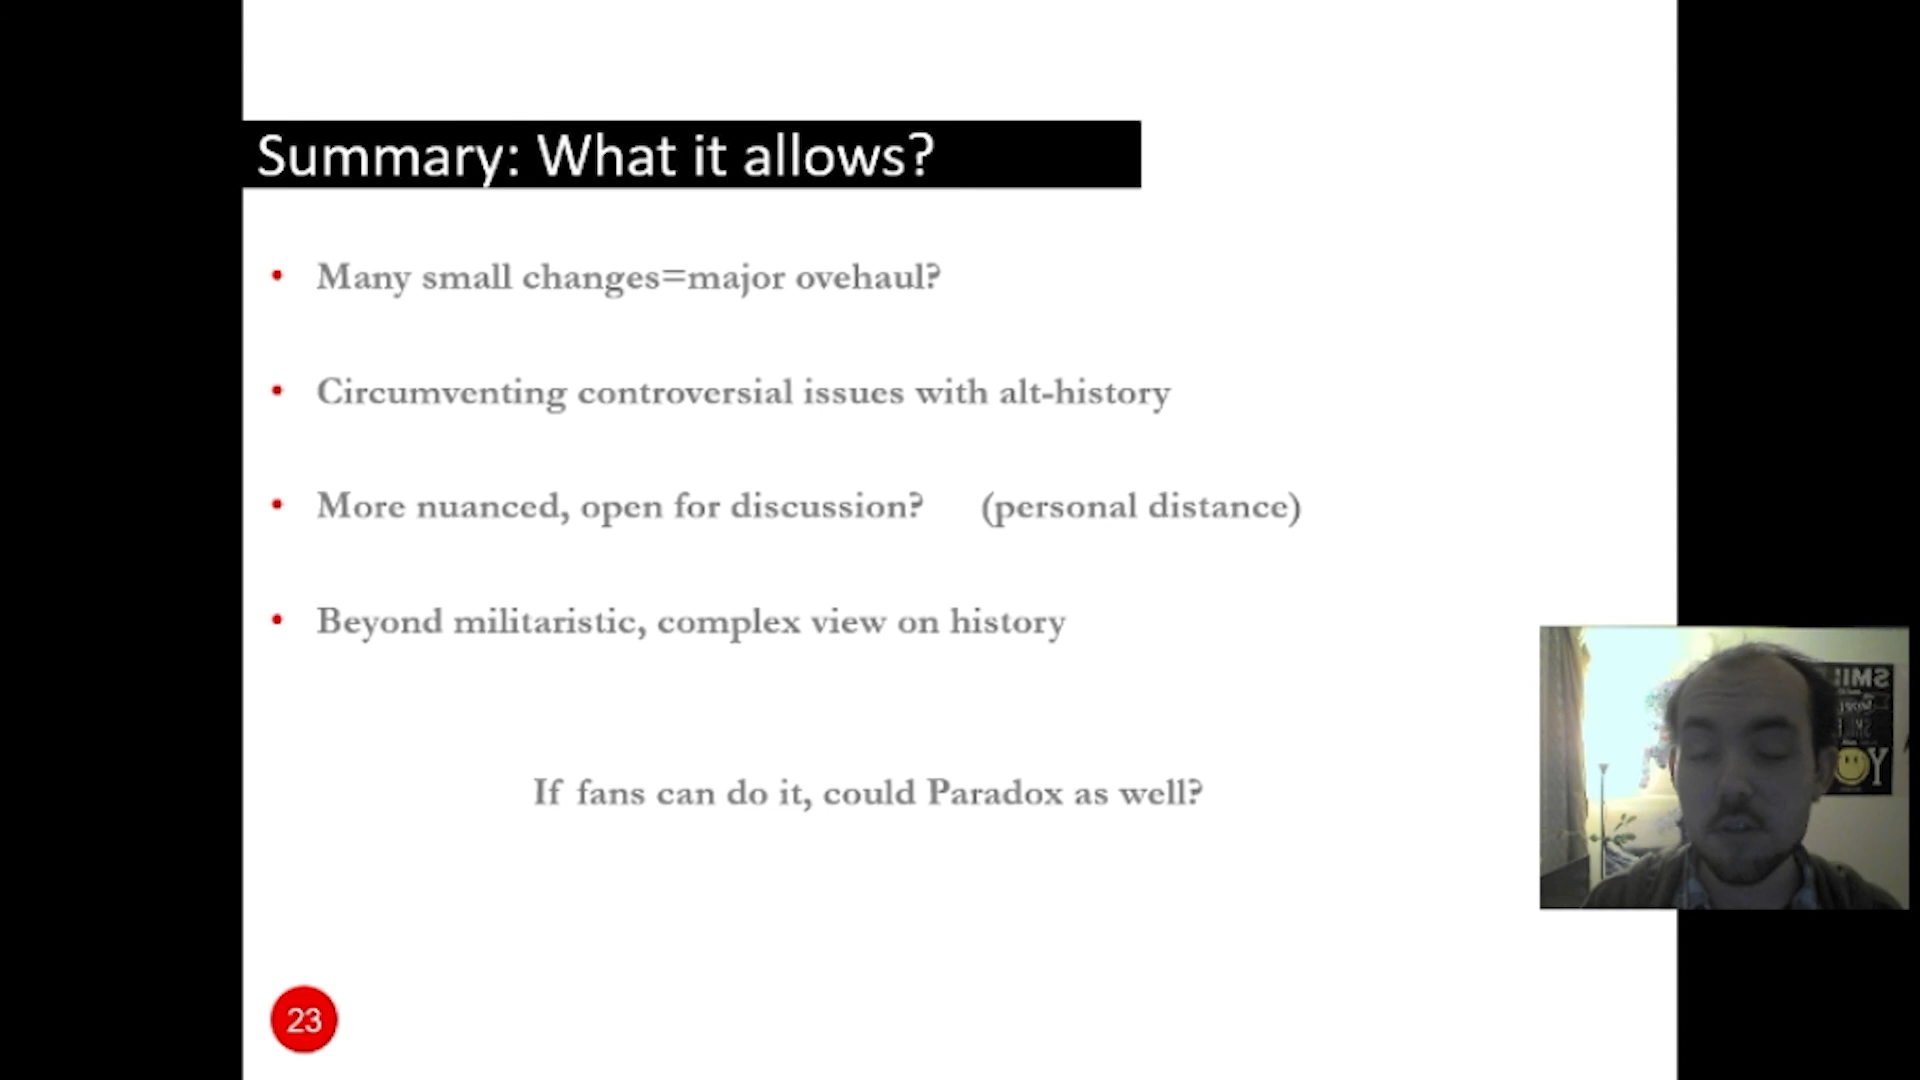 Summary: What it allows?
• Many small changes=major ovehaul?
• Circumventing controversial issues with alt-history
• More nuanced, open for discussion? (personal distance)
• Beyond militaristic, complex view on history
If fans can do it, could Paradox as well?
23